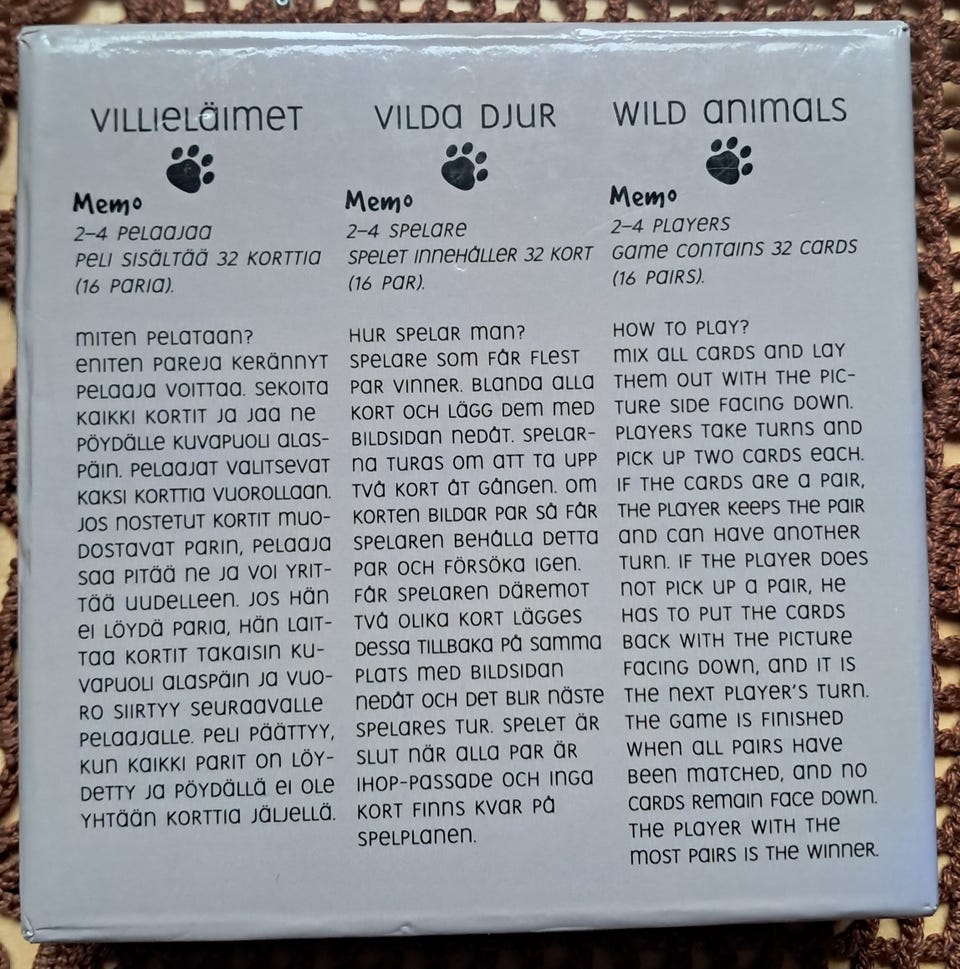 VILLIELÄIMET
Memo
2–4 PELAAJAA
PELI SISÄLTÄÄ 32 KORTTIA
(16 PARIA).
MITEN PELATAAN?
ENITEN PAREJA KERÄNNYT
PELAAJA VOITTAA. SEKOITA
KAIKKI KORTIT JA JAA NE
PÖYDÄLLE KUVAPUOLI ALAS-
PÄIN. PELAAJAT VALITSEVAT
KAKSI KORTTIA VUOROLLAAN.
JOS NOSTETUT KORTIT MUO-
DOSTAVAT PARIN, PELAAJA
SAA PITÄÄ NE JA VOI YRIT-
TÄÄ UUDELLEEN. JOS HÄN
EI LÖYDÄ PARIA, HÄN LAIT-
TAA KORTIT TAKAISIN KU-
VAPUOLI ALASPÄIN JA VUO-
RO SIIRTYY SEURAAVALLE
PELAAJALLE. PELI PÄÄTTYY,
KUN KAIKKI PARIT ON LÖY-
DETTY JA PÖYDÄLLÄ EI OLE
YHTÄÄN KORTTIA JÄLJELLÄ.
VILDA DJUR
Memo
2–4 SPELARE
SPELET INNEHÅLLER 32 KORT
(16 PAR).
HUR SPELAR MAN?
SPELARE SOM FÅR FLEST
PAR VINNER. BLANDA ALLA
KORT OCH LÄGG DEM MED
BILDSIDAN NEDÅT. SPELAR-
NA TURAS OM ATT TA UPP
TVÅ KORT ÅT GÅNGEN. OM
KORTEN BILDAR PAR SÅ FÅR
SPELAREN BEHÅLLA DETTA
PAR OCH FÖRSÖKA IGEN.
FÅR SPELAREN DÄREMOT
TVÅ OLIKA KORT LÄGGES
DESSA TILLBAKA PÅ SAMMA
PLATS MED BILDSIDAN
NEDÅT OCH DET BLIR NÄSTE
SPELARES TUR. SPELET ÄR
SLUT NÄR ALLA PAR ÄR
IHOP-PASSADE OCH INGA
KORT FINNS KVAR PÅ
SPELPLANEN.
WILD ANIMALS
Memo
2–4 PLAYERS
GAME CONTAINS 32 CARDS
(16 PAIRS).
HOW TO PLAY?
MIX ALL CARDS AND LAY
THEM OUT WITH THE PIC-
TURE SIDE FACING DOWN.
PLAYERS TAKE TURNS AND
PICK UP TWO CARDS EACH.
IF THE CARDS ARE A PAIR,
THE PLAYER KEEPS THE PAIR
AND CAN HAVE ANOTHER
TURN. IF THE PLAYER DOES
NOT PICK UP A PAIR, HE
HAS TO PUT THE CARDS
BACK WITH THE PICTURE
FACING DOWN, AND IT IS
THE NEXT PLAYER'S TURN.
THE GAME IS FINISHED
WHEN ALL PAIRS HAVE
BEEN MATCHED, AND NO
CARDS REMAIN FACE DOWN.
THE PLAYER WITH THE
MOST PAIRS IS THE WINNER.